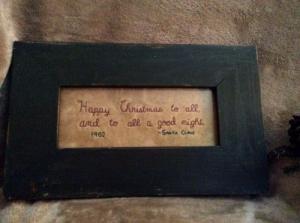 Happy Christmas to all
and to all a good night
1982 -Santa Claus